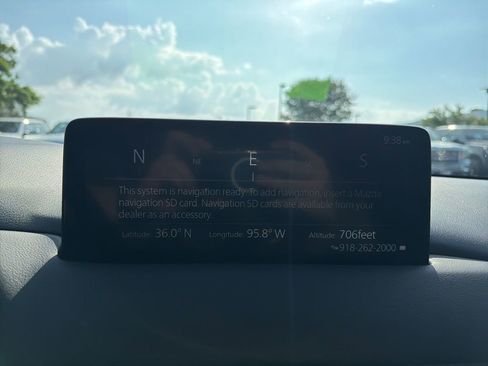 9:38 am
N NE E S
This system is navigation ready. To add navigation, insert a Mazda
navigation SD card. Navigation SD cards are available from your
dealer as an accessory.
Latitude: 36.0° N Longitude: 95.8° W Altitude: 706feet
918-262-2000